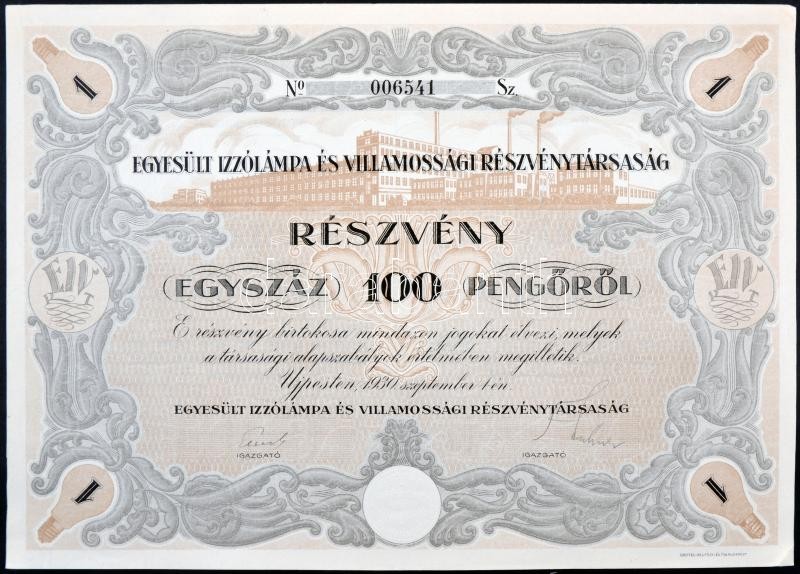 1 1
Nº 006541 Sz.
EGYESÜLT IZZÓLÁMPA ÉS VILLAMOSSÁGI RÉSZVÉNYTÁRSASÁG
RÉSZVÉNY
(EGYSZÁZ) 100 (PENGŐRŐL)
E részvény birtokosa mindazon jogokat élvezi, melyek
a társasági alapszabályok értelmében megilletik.
Ujpesten, 1930. szeptember 1-én.
EGYESÜLT IZZÓLÁMPA ÉS VILLAMOSSÁGI RÉSZVÉNYTÁRSASÁG
IGAZGATÓ IGAZGATÓ
1 1